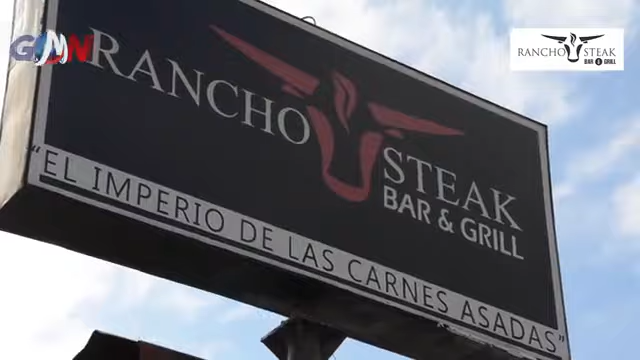 GMN
RANCHO STEAK
BAR & GRILL
RANCHO
STEAK
BAR & GRILL
“EL IMPERIO DE LAS CARNES ASADAS”